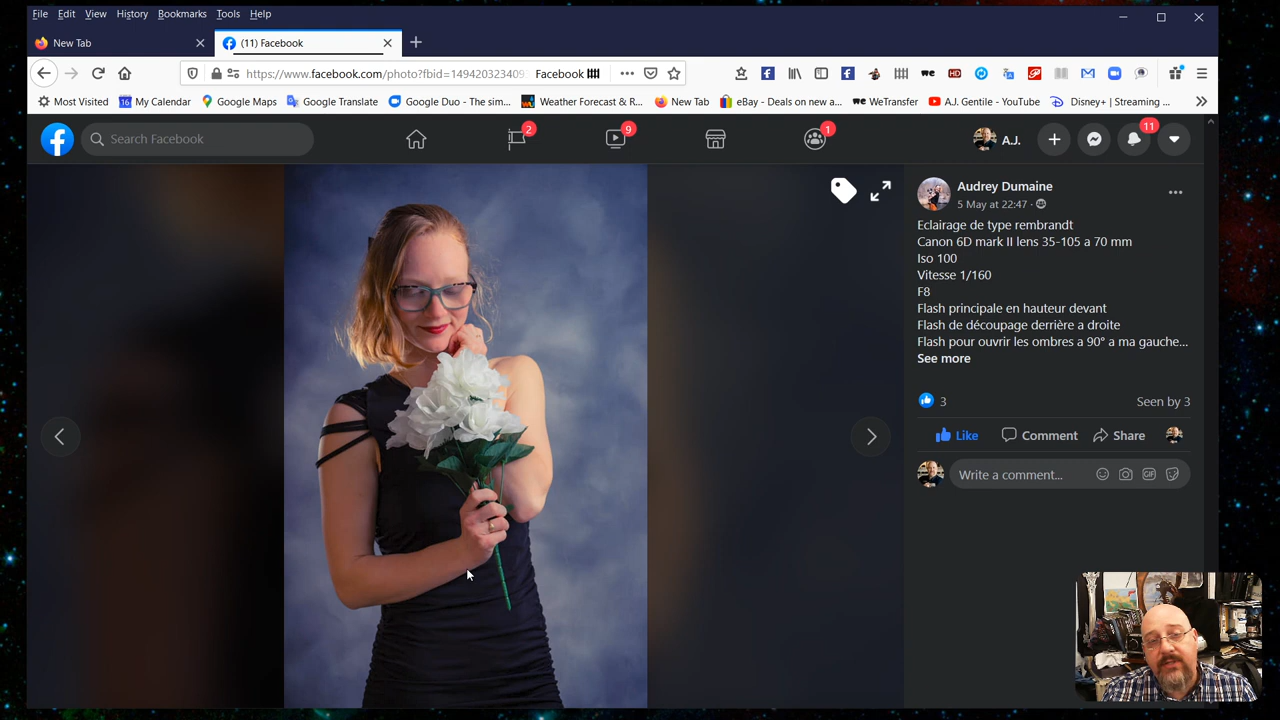 File Edit View History Bookmarks Tools Help
New Tab
(11) Facebook
https://www.facebook.com/photo?fbid=149420323409 Facebook
HD
Most Visited
16 My Calendar
Google Maps
Google Translate
Google Duo - The sim...
Weather Forecast & R...
New Tab
eBay - Deals on new a...
WeTransfer
A.J. Gentile - YouTube
Disney+ | Streaming ...
Search Facebook
2
9
1
A.J.
11
Audrey Dumaine
5 May at 22:47 ·
Eclairage de type rembrandt
Canon 6D mark II lens 35-105 a 70 mm
Iso 100
Vitesse 1/160
F8
Flash principale en hauteur devant
Flash de découpage derrière a droite
Flash pour ouvrir les ombres a 90° a ma gauche...
See more
3
Seen by 3
Like
Comment
Share
Write a comment...
GIF